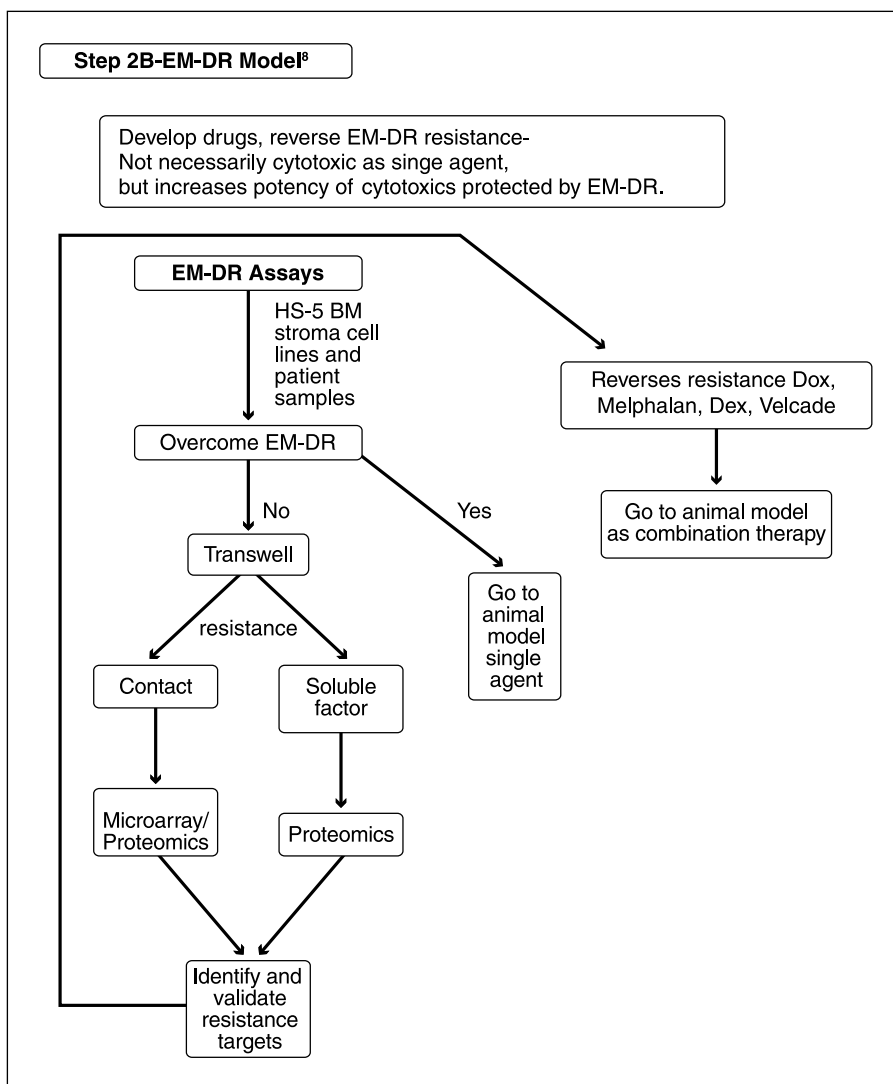 Step 2B-EM-DR Model⁸
Develop drugs, reverse EM-DR resistance-
Not necessarily cytotoxic as singe agent,
but increases potency of cytotoxics protected by EM-DR.
EM-DR Assays
HS-5 BM
stroma cell
lines and
patient
samples
Reverses resistance Dox,
Melphalan, Dex, Velcade
Overcome EM-DR
No
Yes
Go to animal model
as combination therapy
Transwell
Go to
animal
model
single
agent
resistance
Contact
Soluble
factor
Microarray/
Proteomics
Proteomics
Identify and
validate
resistance
targets